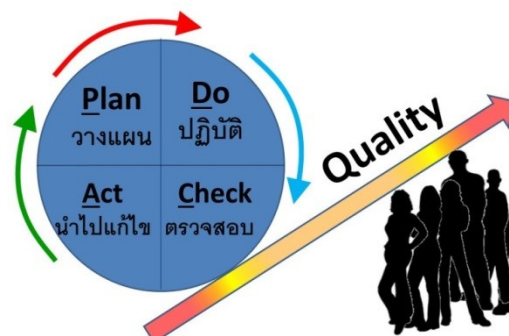 Plan
วางแผน
Do
ปฏิบัติ
Act
นำไปแก้ไข
Check
ตรวจสอบ
Quality